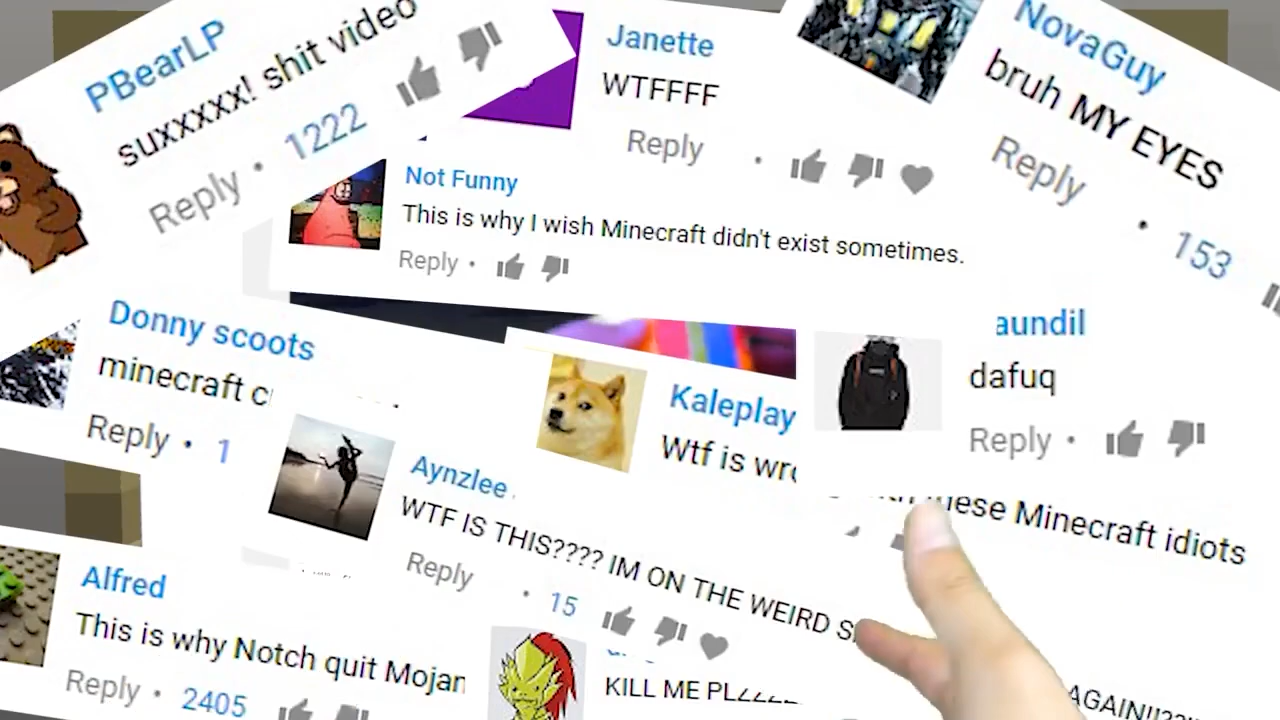 PBearLP
suxxxxx! shit video
Reply • 1222
Janette
WTFFFF
Reply •
NovaGuy
bruh MY EYES
Reply • 153
Not Funny
This is why I wish Minecraft didn't exist sometimes.
Reply •
Donny scoots
minecraft c
Reply • 1
Kaleplay
Wtf is
these Minecraft idiots
aundil
dafuq
Reply •
Aynzlee
WTF IS THIS???? IM ON THE WEIRD
AGAIN!!??
Reply • 15
Alfred
This is why Notch quit Mojan
Reply • 2405
KILL ME PLZZZZ